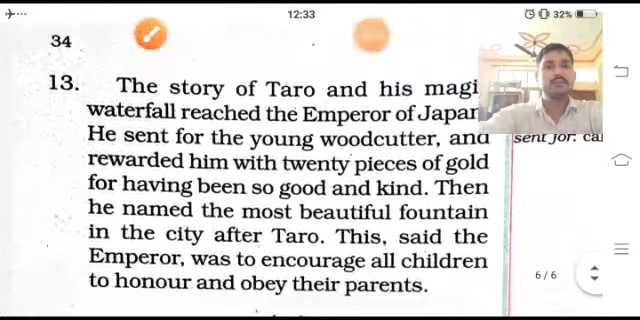 12:33
32%
34
13. The story of Taro and his magi
waterfall reached the Emperor of Japan
He sent for the young woodcutter, and
sent for: cal
rewarded him with twenty pieces of gold
for having been so good and kind. Then
he named the most beautiful fountain
in the city after Taro. This, said the
Emperor, was to encourage all children
to honour and obey their parents.
6/6